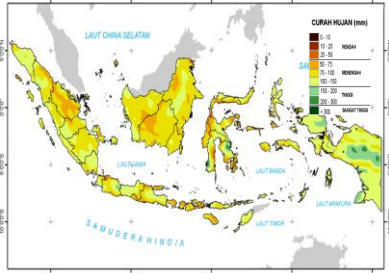 CURAH HUJAN (mm)
0 - 10
10 - 20
20 - 50
RENDAH
50 - 75
75 - 100
100 - 150
MENENGAH
150 - 200
200 - 300
TINGGI
> 300
SANGAT TINGGI
LAUT CHINA SELATAN
LAUT JAWA
LAUT BANDA
LAUT ARAFURA
LAUT TIMOR
SAMUDERA HINDIA